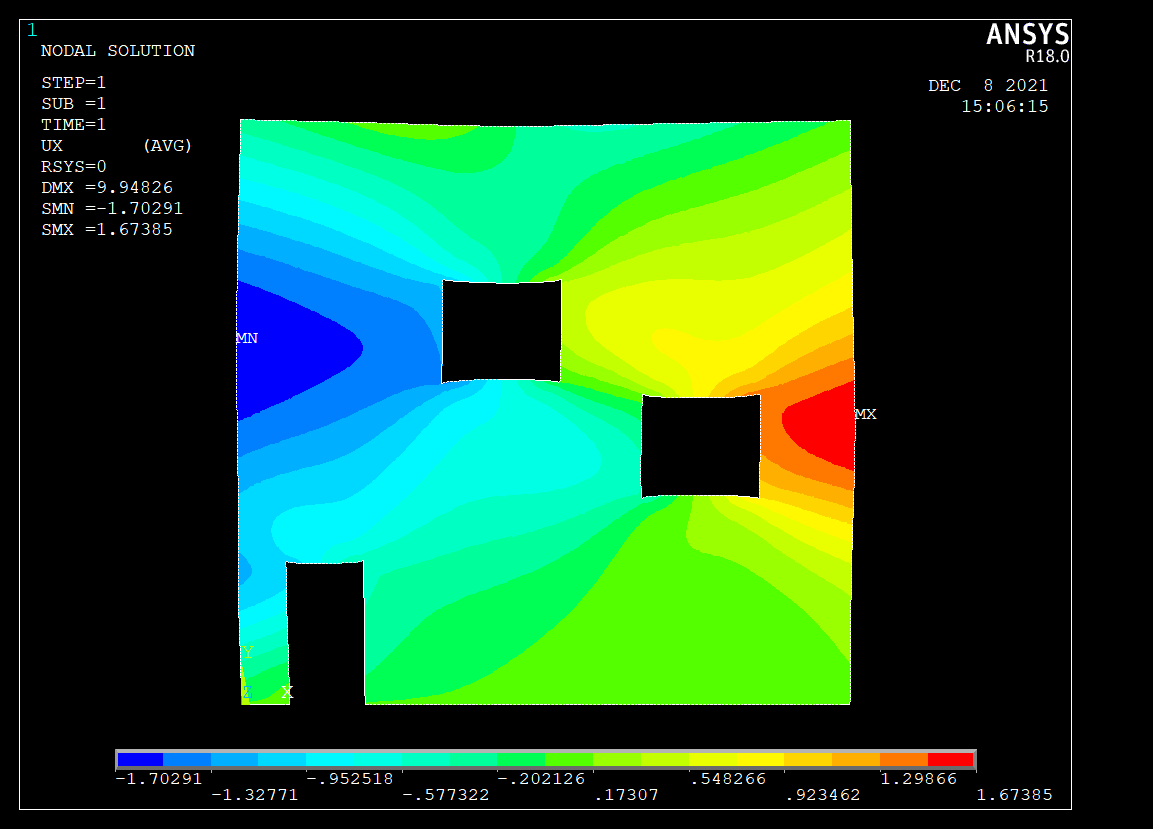 1
ANSYS
R18.0
NODAL SOLUTION
STEP=1
SUB =1
TIME=1
UX (AVG)
RSYS=0
DMX =9.94826
SMN =-1.70291
SMX =1.67385
DEC 8 2021
15:06:15
MN
MX
Y
Z X
-1.70291 -.952518 -.202126 .548266 1.29866
-1.32771 -.577322 .17307 .923462 1.67385